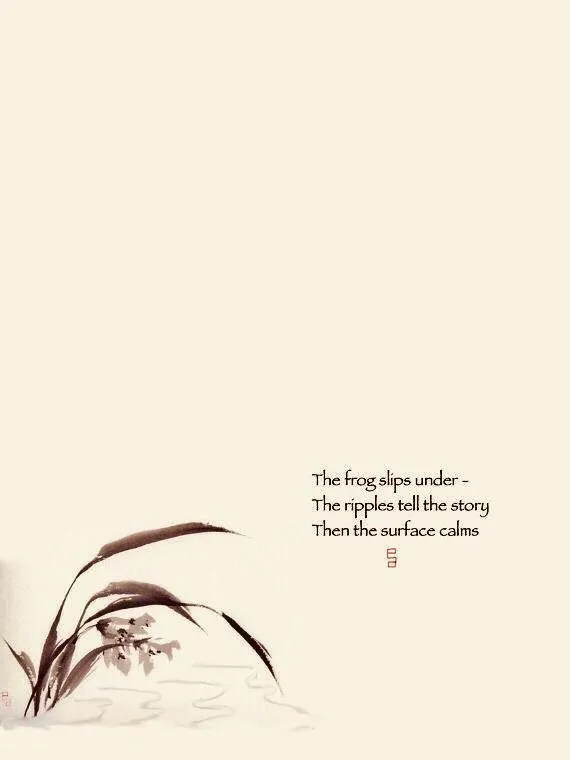 The frog slips under -
The ripples tell the story
Then the surface calms